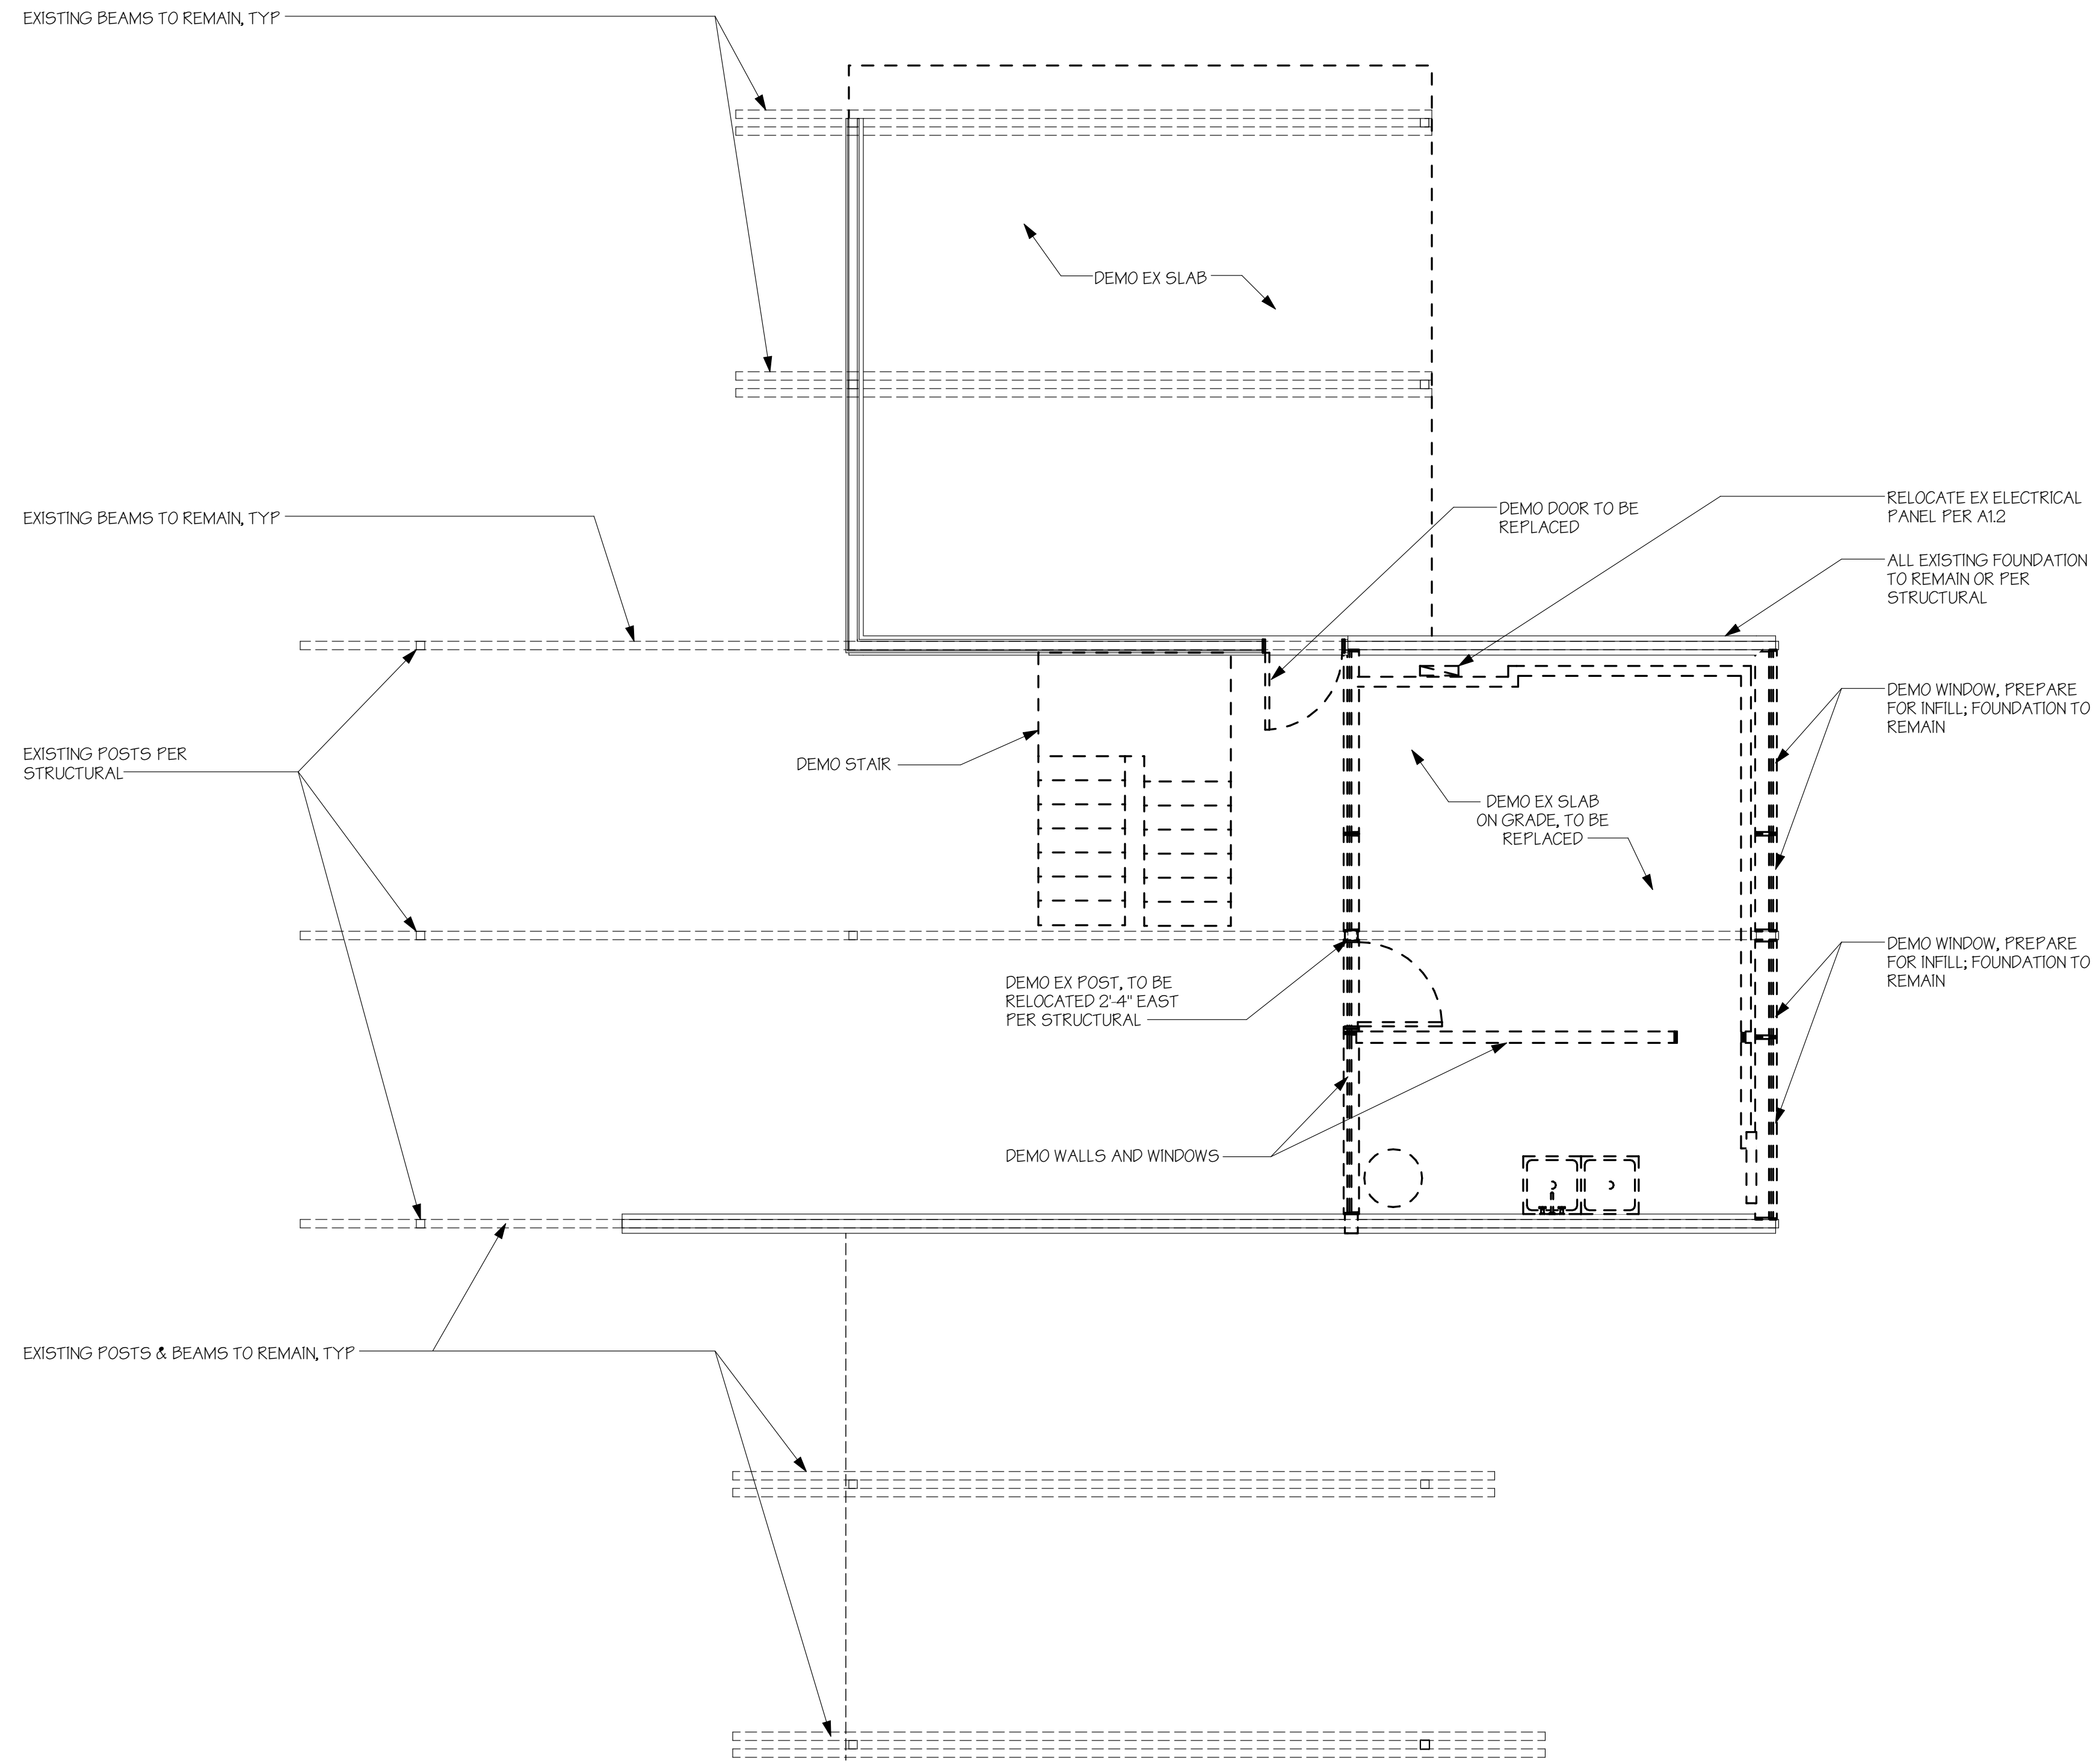 EXISTING BEAMS TO REMAIN, TYP
DEMO EX SLAB
EXISTING BEAMS TO REMAIN, TYP
DEMO DOOR TO BE
REPLACED
RELOCATE EX ELECTRICAL
PANEL PER A1.2
ALL EXISTING FOUNDATION
TO REMAIN OR PER
STRUCTURAL
DEMO WINDOW, PREPARE
FOR INFILL; FOUNDATION TO
REMAIN
EXISTING POSTS PER
STRUCTURAL
DEMO STAIR
DEMO EX SLAB
ON GRADE, TO BE
REPLACED
DEMO WINDOW, PREPARE
FOR INFILL; FOUNDATION TO
REMAIN
DEMO EX POST, TO BE
RELOCATED 2'-4" EAST
PER STRUCTURAL
DEMO WALLS AND WINDOWS
EXISTING POSTS & BEAMS TO REMAIN, TYP